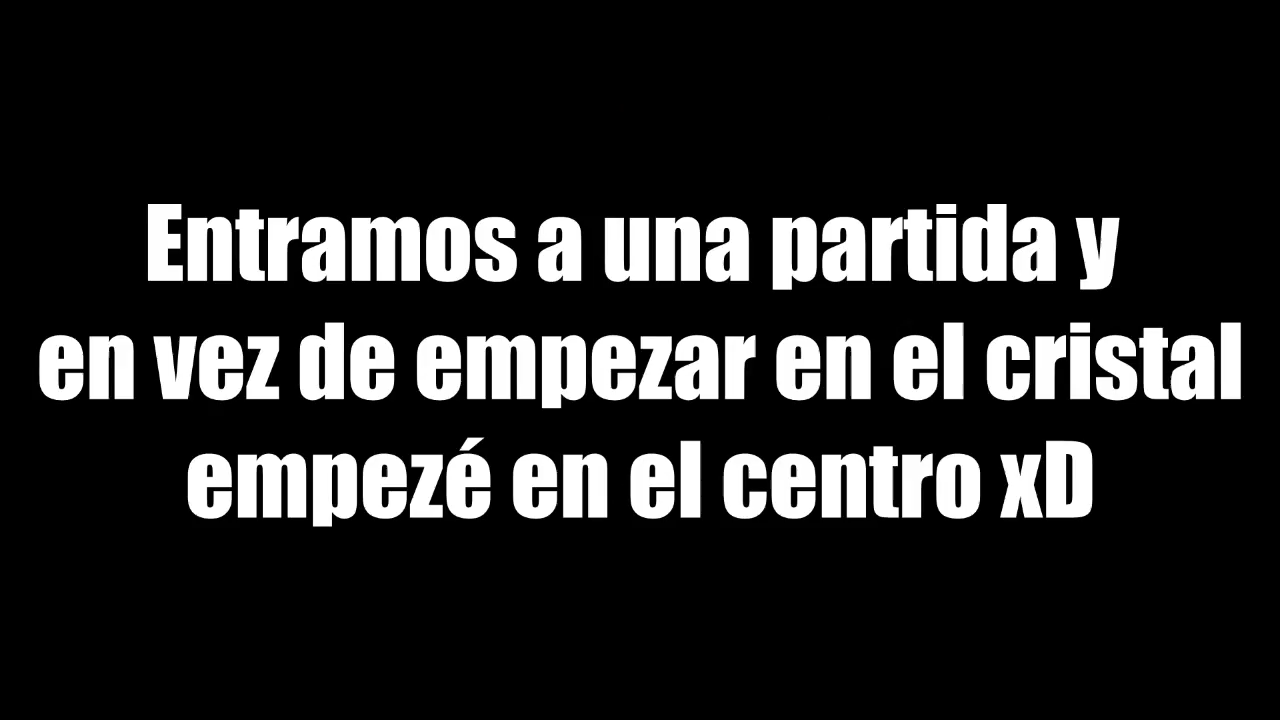 Entramos a una partida y
en vez de empezar en el cristal
empezé en el centro xD